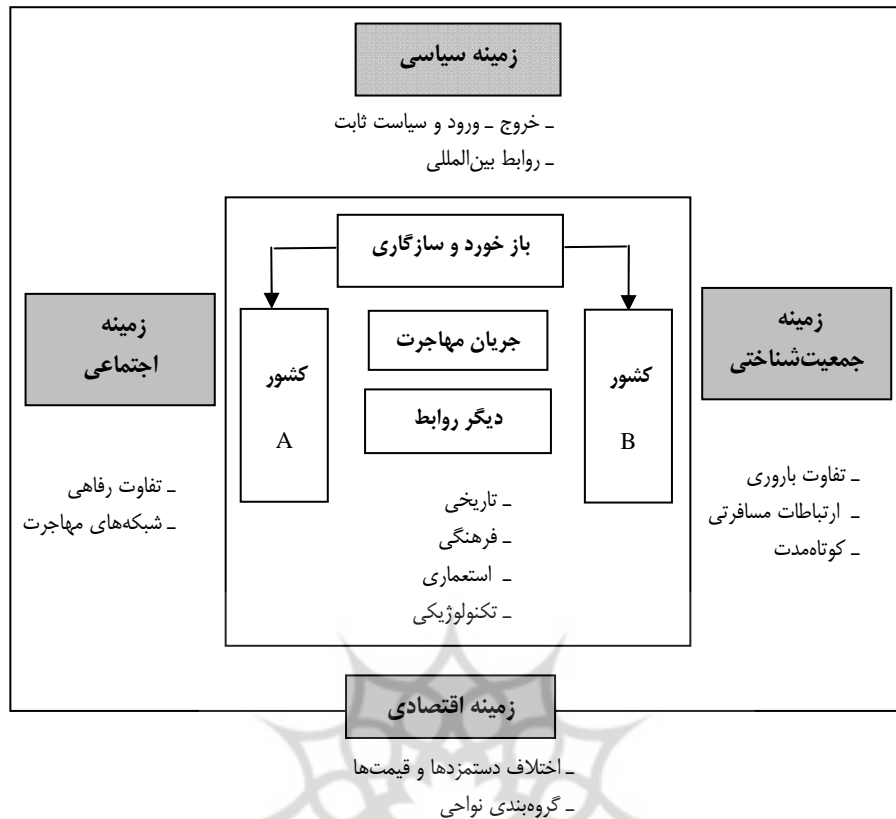 زمینه سیاسی
ـ خروج ـ ورود و سیاست ثابت
ـ روابط بین‌المللی
باز خورد و سازگاری
زمینه
جمعیت‌شناختی
ـ تفاوت باروری
ـ ارتباطات مسافرتی
ـ کوتاه‌مدت
کشور
B
جریان مهاجرت
دیگر روابط
ـ تاریخی
ـ فرهنگی
ـ استعماری
ـ تکنولوژیکی
کشور
A
زمینه
اجتماعی
ـ تفاوت رفاهی
ـ شبکه‌های مهاجرت
زمینه اقتصادی
ـ اختلاف دستمزدها و قیمت‌ها
ـ گروه‌بندی نواحی